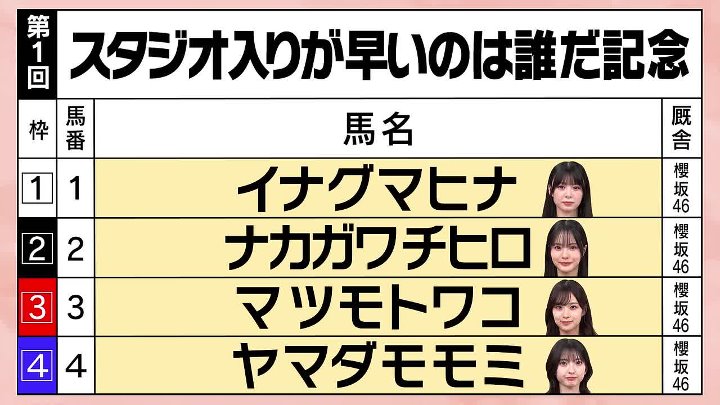 第1回
スタジオ入りが早いのは誰だ記念
枠 馬番 馬名 厩舎
1 1 イナグマヒナ 櫻坂46
2 2 ナカガワチヒロ 櫻坂46
3 3 マツモトワコ 櫻坂46
4 4 ヤマダモモミ 櫻坂46